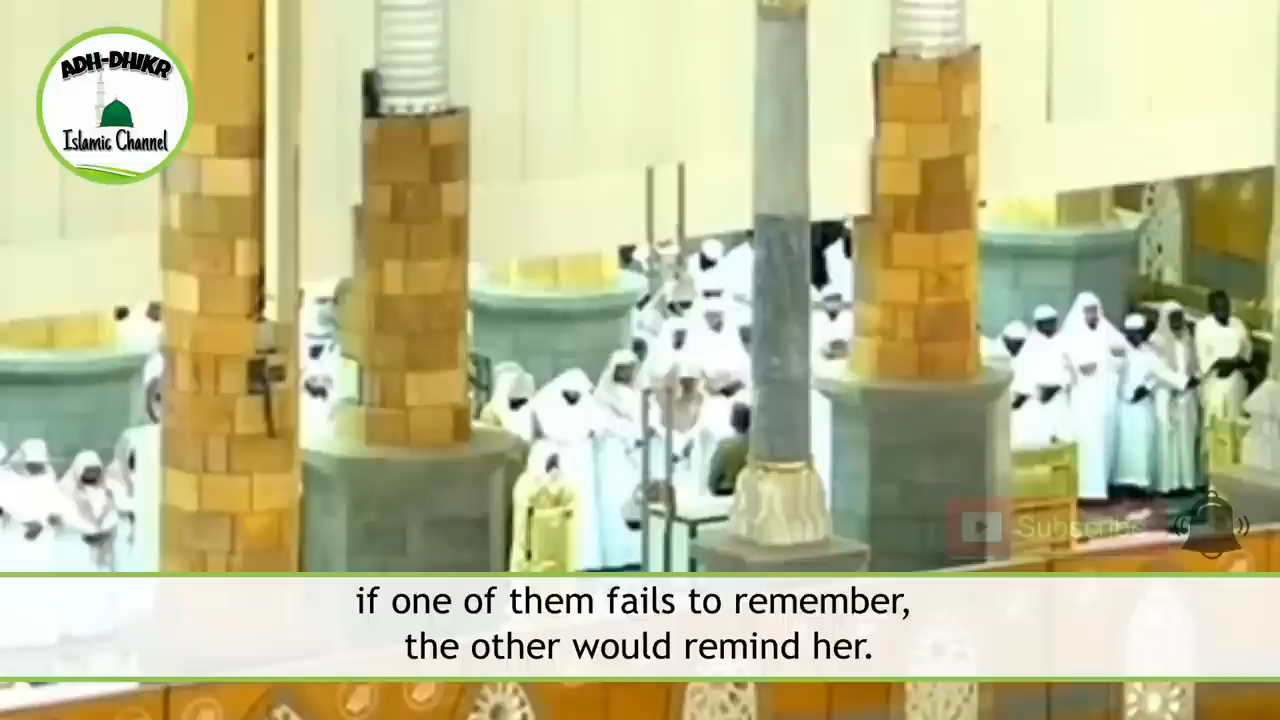 ADH-DHIKR
Islamic Channel
Subscribe
if one of them fails to remember,
the other would remind her.